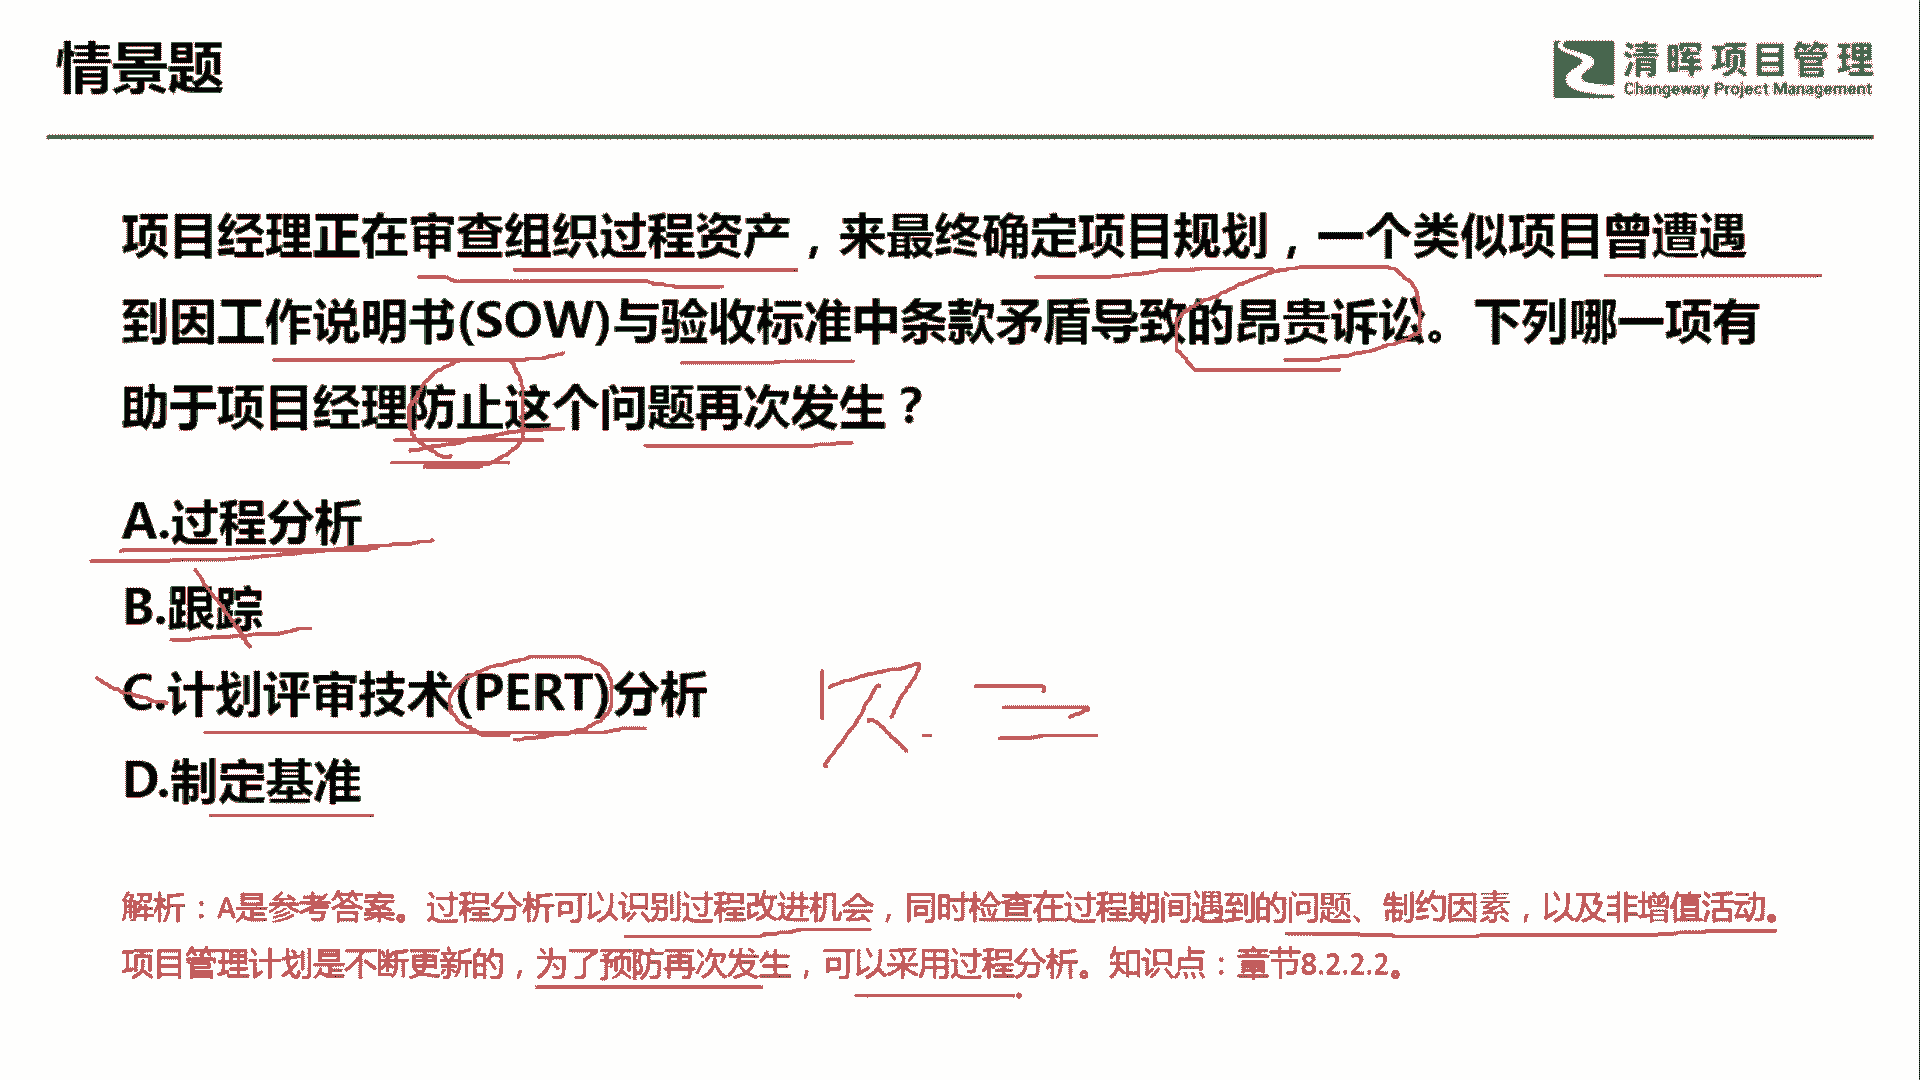 情景题
清晖项目管理
Changeway Project Management
项目经理正在审查组织过程资产，来最终确定项目规划，一个类似项目曾遭遇
到因工作说明书(SOW)与验收标准中条款矛盾导致的昂贵诉讼。下列哪一项有
助于项目经理防止这个问题再次发生？
A.过程分析
B.跟踪
C.计划评审技术(PERT)分析
D.制定基准
解析：A是参考答案。过程分析可以识别过程改进机会，同时检查在过程期间遇到的问题、制约因素，以及非增值活动。
项目管理计划是不断更新的，为了预防再次发生，可以采用过程分析。知识点：章节8.2.2.2。